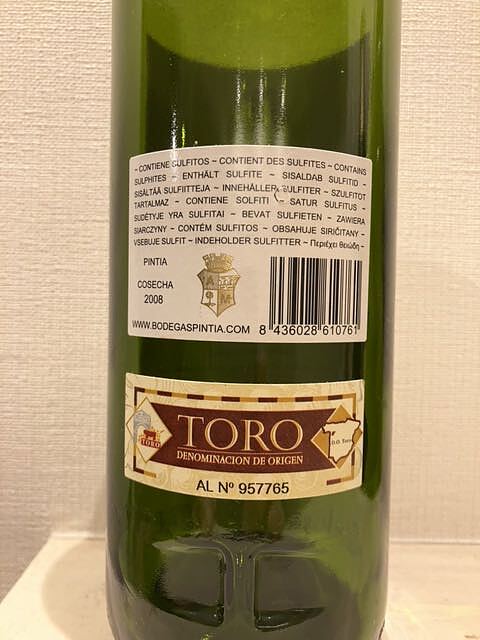 ~ CONTIENE SULFITOS ~ CONTIENT DES SULFITES ~ CONTAINS
SULPHITES ~ ENTHÄLT SULFITE ~ SISALDAB SULFITID ~
SISÄLTÄÄ SULFIITTEJA ~ INNEHÅLLER SULFITER ~ SZULFITOT
TARTALMAZ ~ CONTIENE SOLFITI ~ SATUR SULFITUS ~
SUDĖTYJE YRA SULFITAI ~ BEVAT SULFIETEN ~ ZAWIERA
SIARCZYNY ~ CONTÉM SULFITOS ~ OBSAHUJE SIRIČITANY ~
VSEBUJE SULFIT ~ INDEHOLDER SULFITTER ~ Περιέχει θειώδη ~
PINTIA
COSECHA
2008
A M
WWW.BODEGASPINTIA.COM 8 436028 610761
TORO
TORO
DENOMINACION DE ORIGEN
D.O. Toro
AL Nº 957765